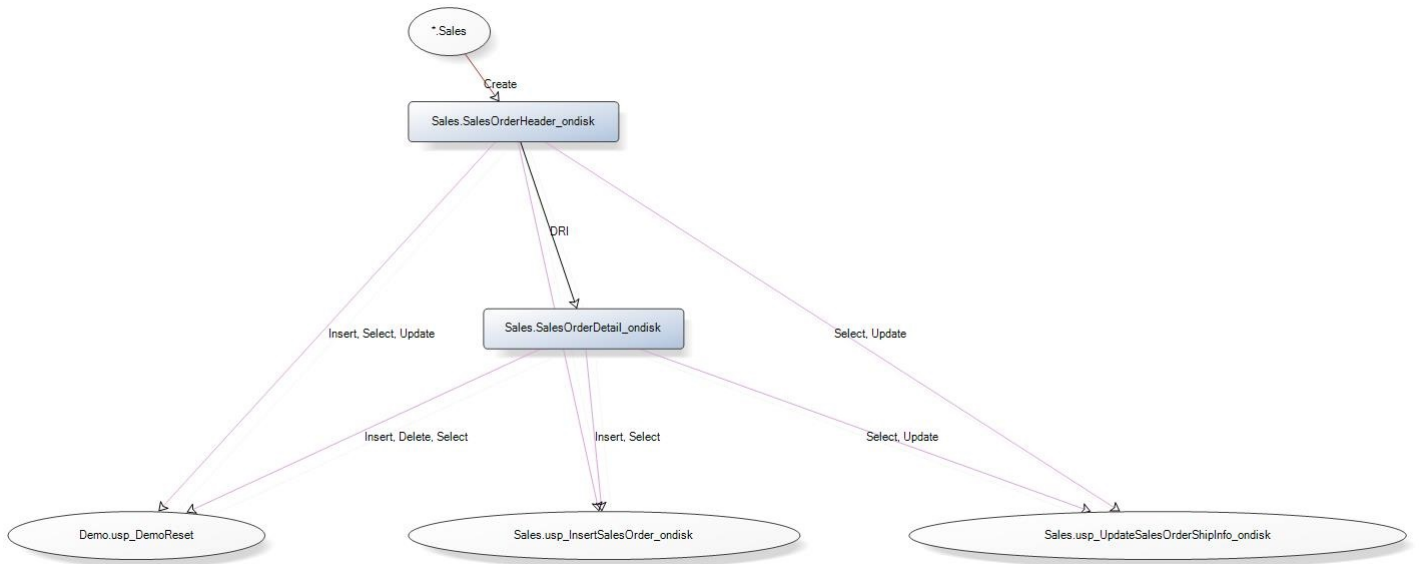 *.Sales
Create
Sales.SalesOrderHeader_ondisk
DRI
Sales.SalesOrderDetail_ondisk
Insert, Select, Update
Select, Update
Insert, Delete, Select
Insert, Select
Select, Update
Demo.usp_DemoReset
Sales.usp_InsertSalesOrder_ondisk
Sales.usp_UpdateSalesOrderShipInfo_ondisk